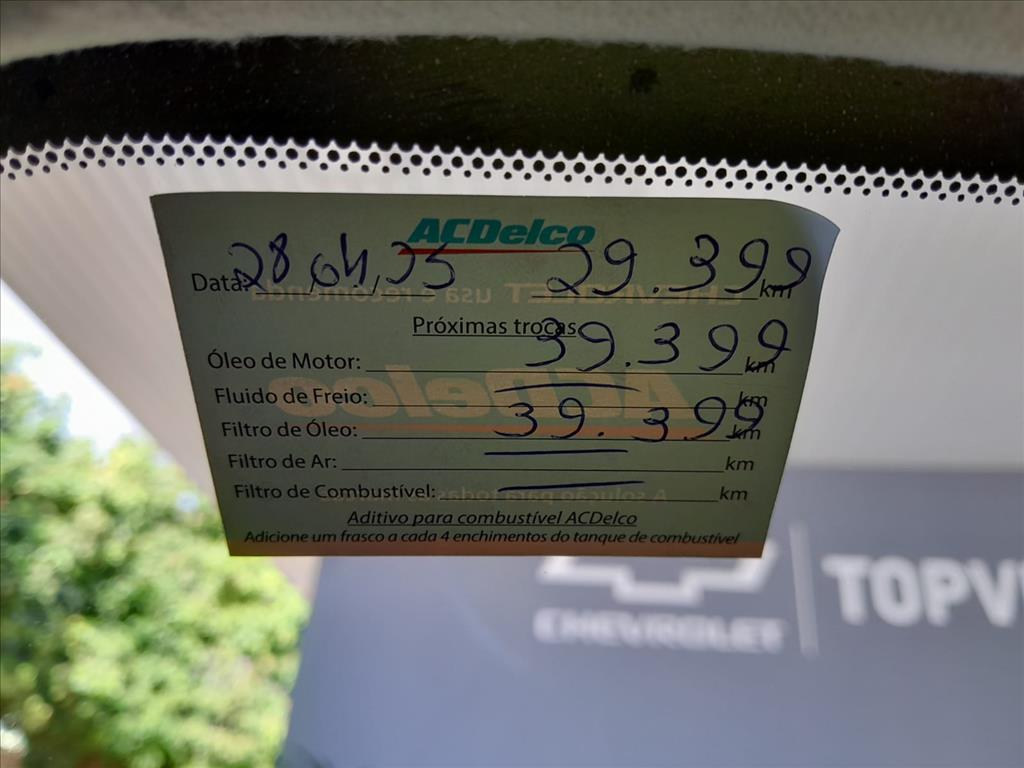 ACDelco
Data: 28,04,25 29.399 km
Próximas trocas
Óleo de Motor: 39.399 km
Fluido de Freio: km
Filtro de Óleo: 39.399 km
Filtro de Ar: km
Filtro de Combustível: km
Aditivo para combustível ACDelco
Adicione um frasco a cada 4 enchimentos do tanque de combustível
CHEVROLET
TOPV